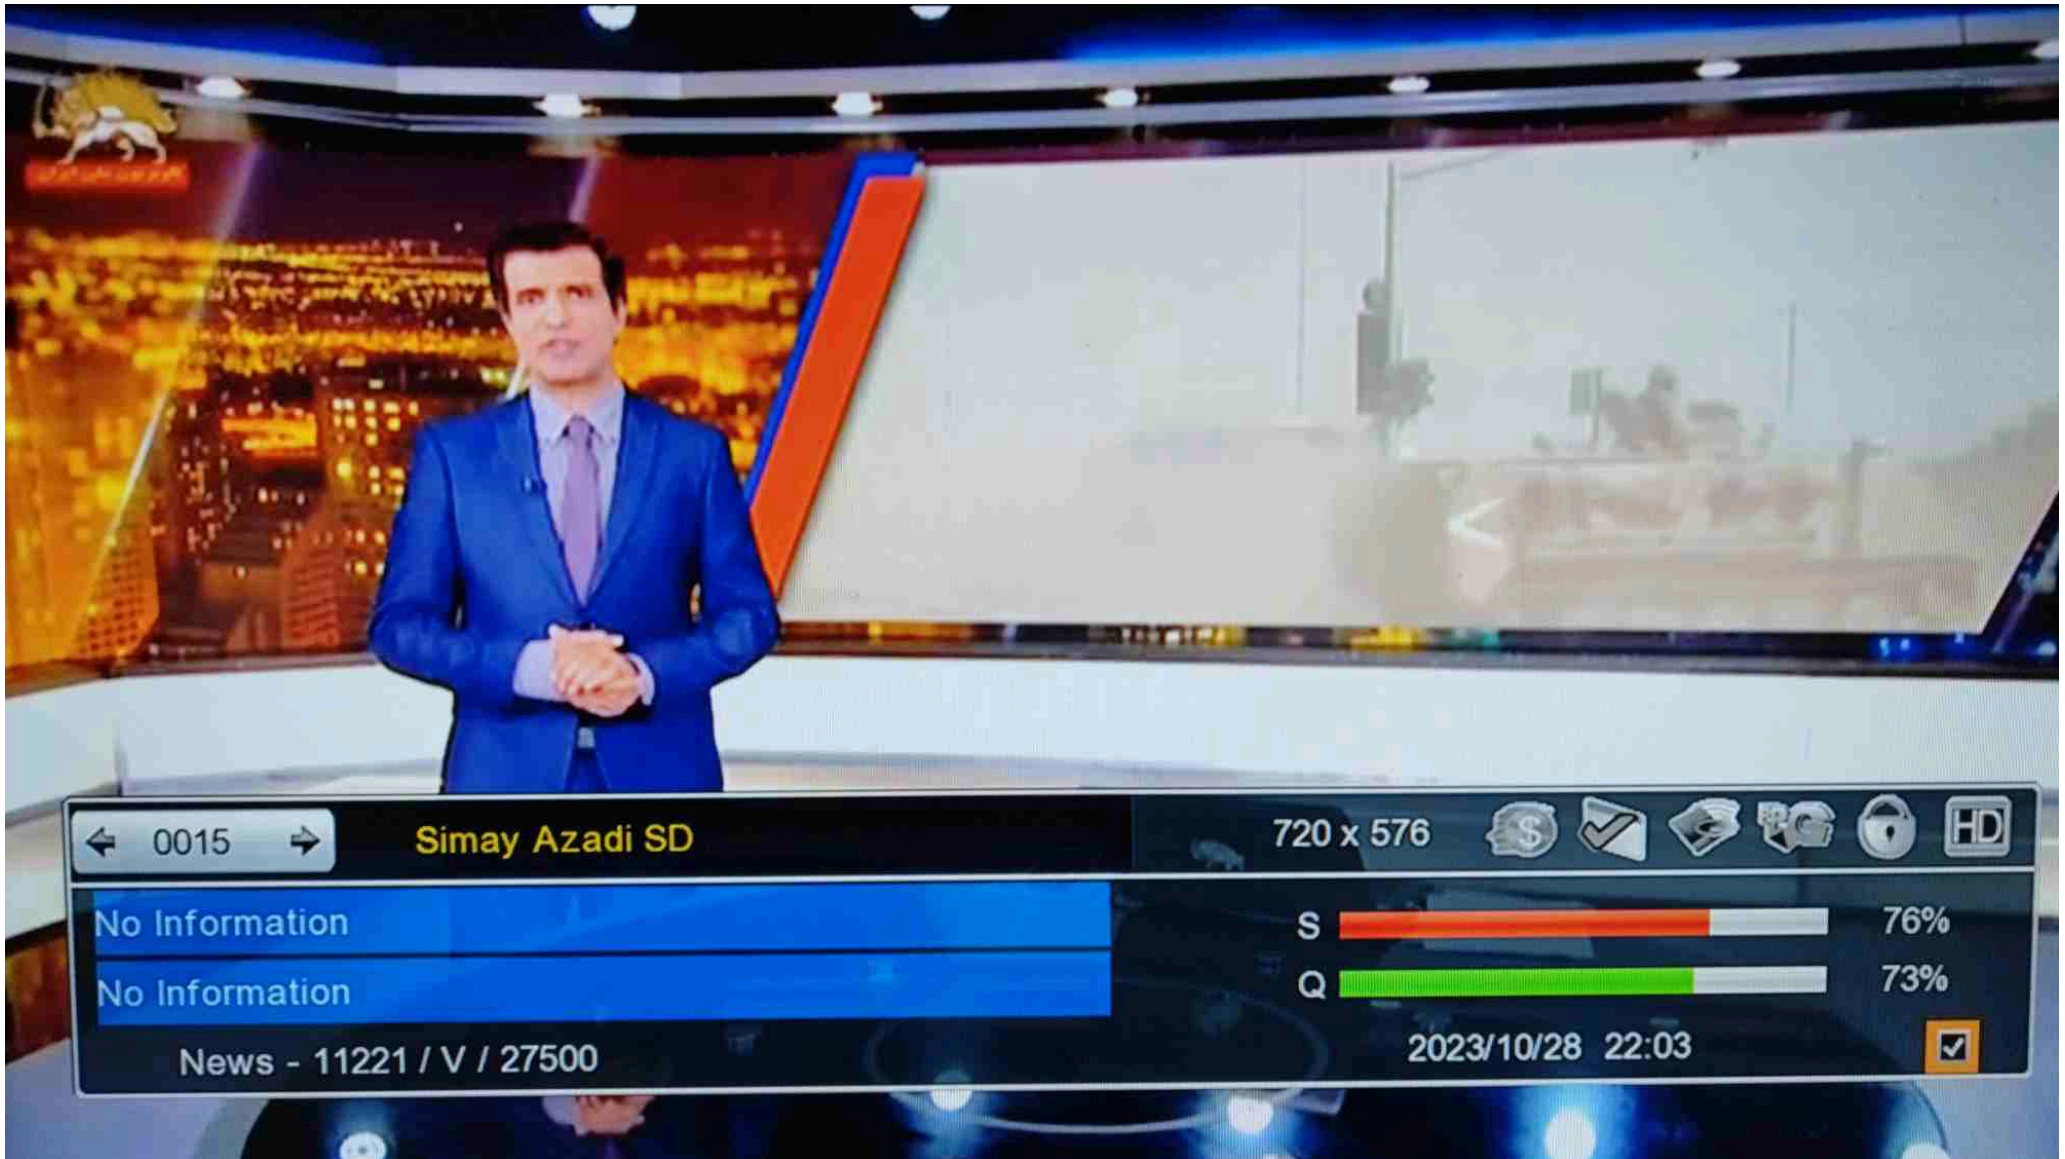 0015
Simay Azadi SD
720 x 576
HD
No Information
No Information
S
76%
Q
73%
News - 11221 / V / 27500
2023/10/28 22:03